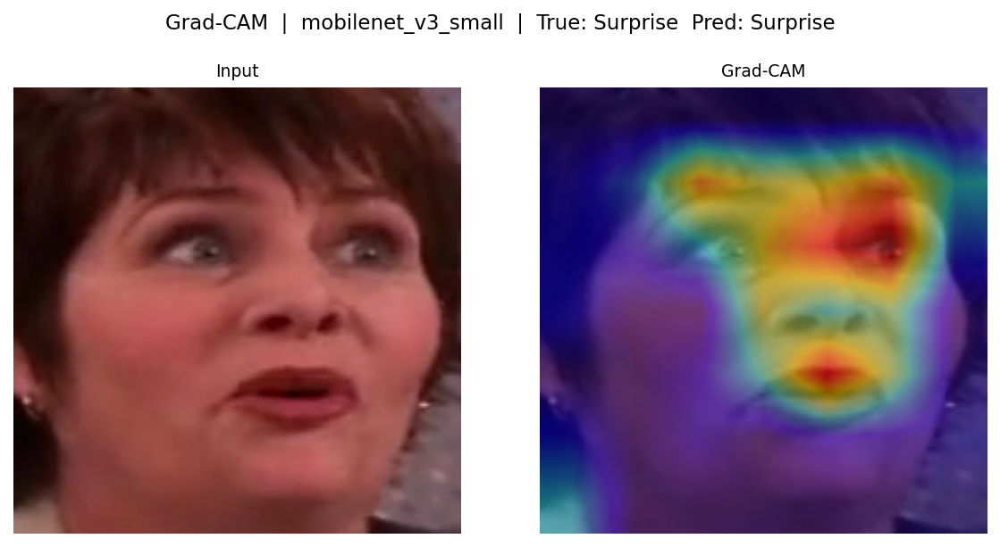 Grad-CAM | mobilenet_v3_small | True: Surprise Pred: Surprise
Input
Grad-CAM